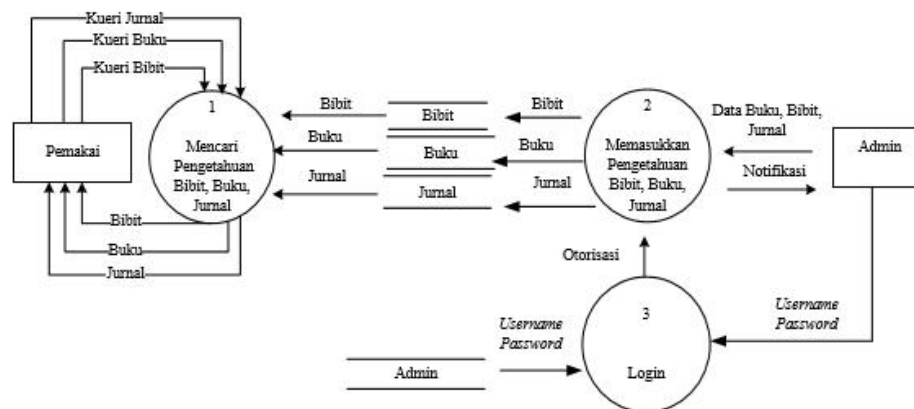 Kueri Jurnal
Kueri Buku
Kueri Bibit
Pemakai
1
Mencari
Pengetahuan
Bibit, Buku,
Jurnal
Bibit
Buku
Jurnal
Bibit
Buku
Jurnal
Bibit
Buku
Jurnal
Bibit
Buku
Jurnal
2
Memasukkan
Pengetahuan
Bibit, Buku,
Jurnal
Data Buku, Bibit,
Jurnal
Notifikasi
Admin
Otorisasi
3
Login
Username
Password
Username
Password
Admin